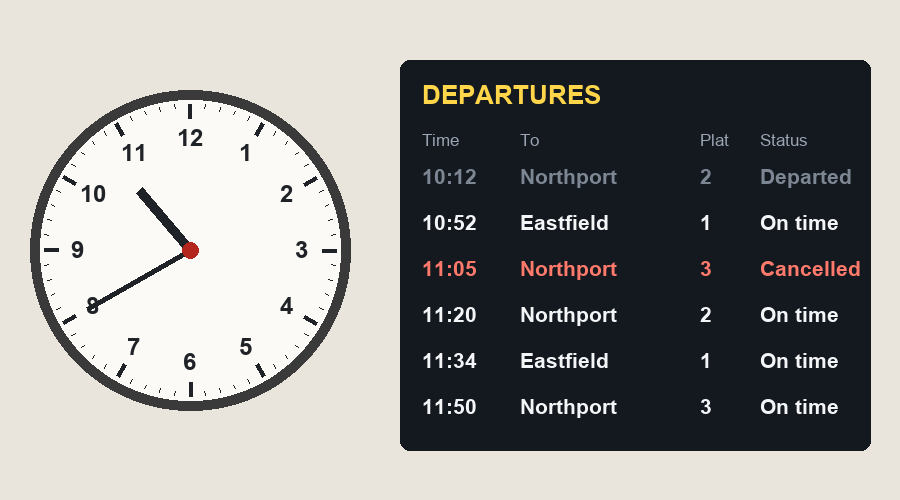 12
11 1
10 2
9 3
8 4
7 5
6
DEPARTURES
Time To Plat Status
10:12 Northport 2 Departed
10:52 Eastfield 1 On time
11:05 Northport 3 Cancelled
11:20 Northport 2 On time
11:34 Eastfield 1 On time
11:50 Northport 3 On time